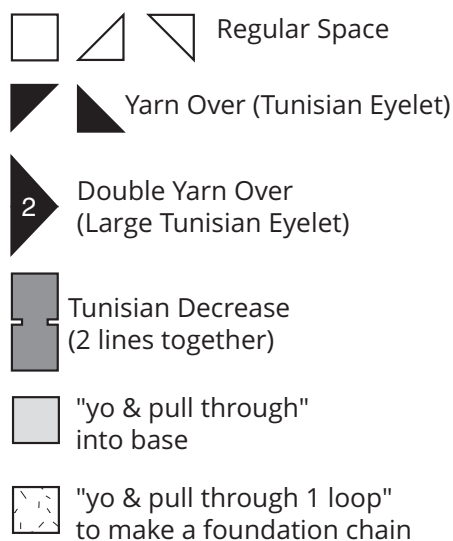 Regular Space
Yarn Over (Tunisian Eyelet)
2
Double Yarn Over
(Large Tunisian Eyelet)
Tunisian Decrease
(2 lines together)
"yo & pull through"
into base
"yo & pull through 1 loop"
to make a foundation chain